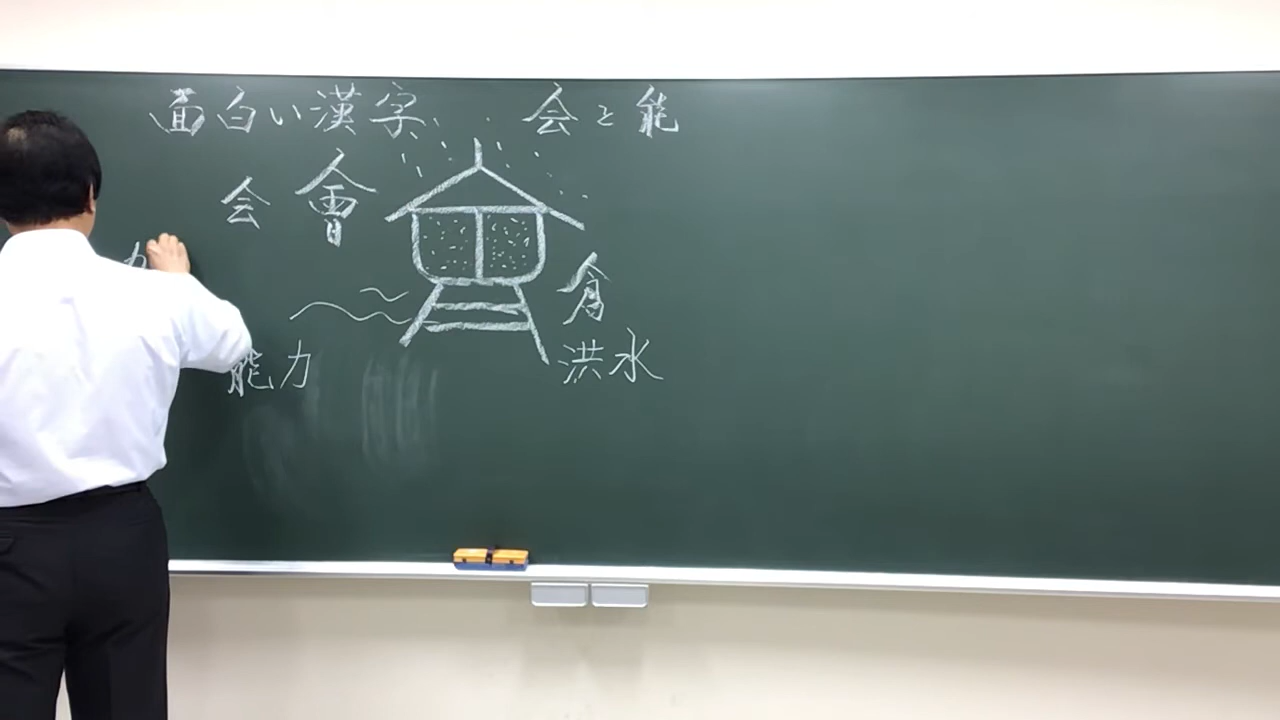 面白い漢字 会と能
会 會
倉
能力
洪水